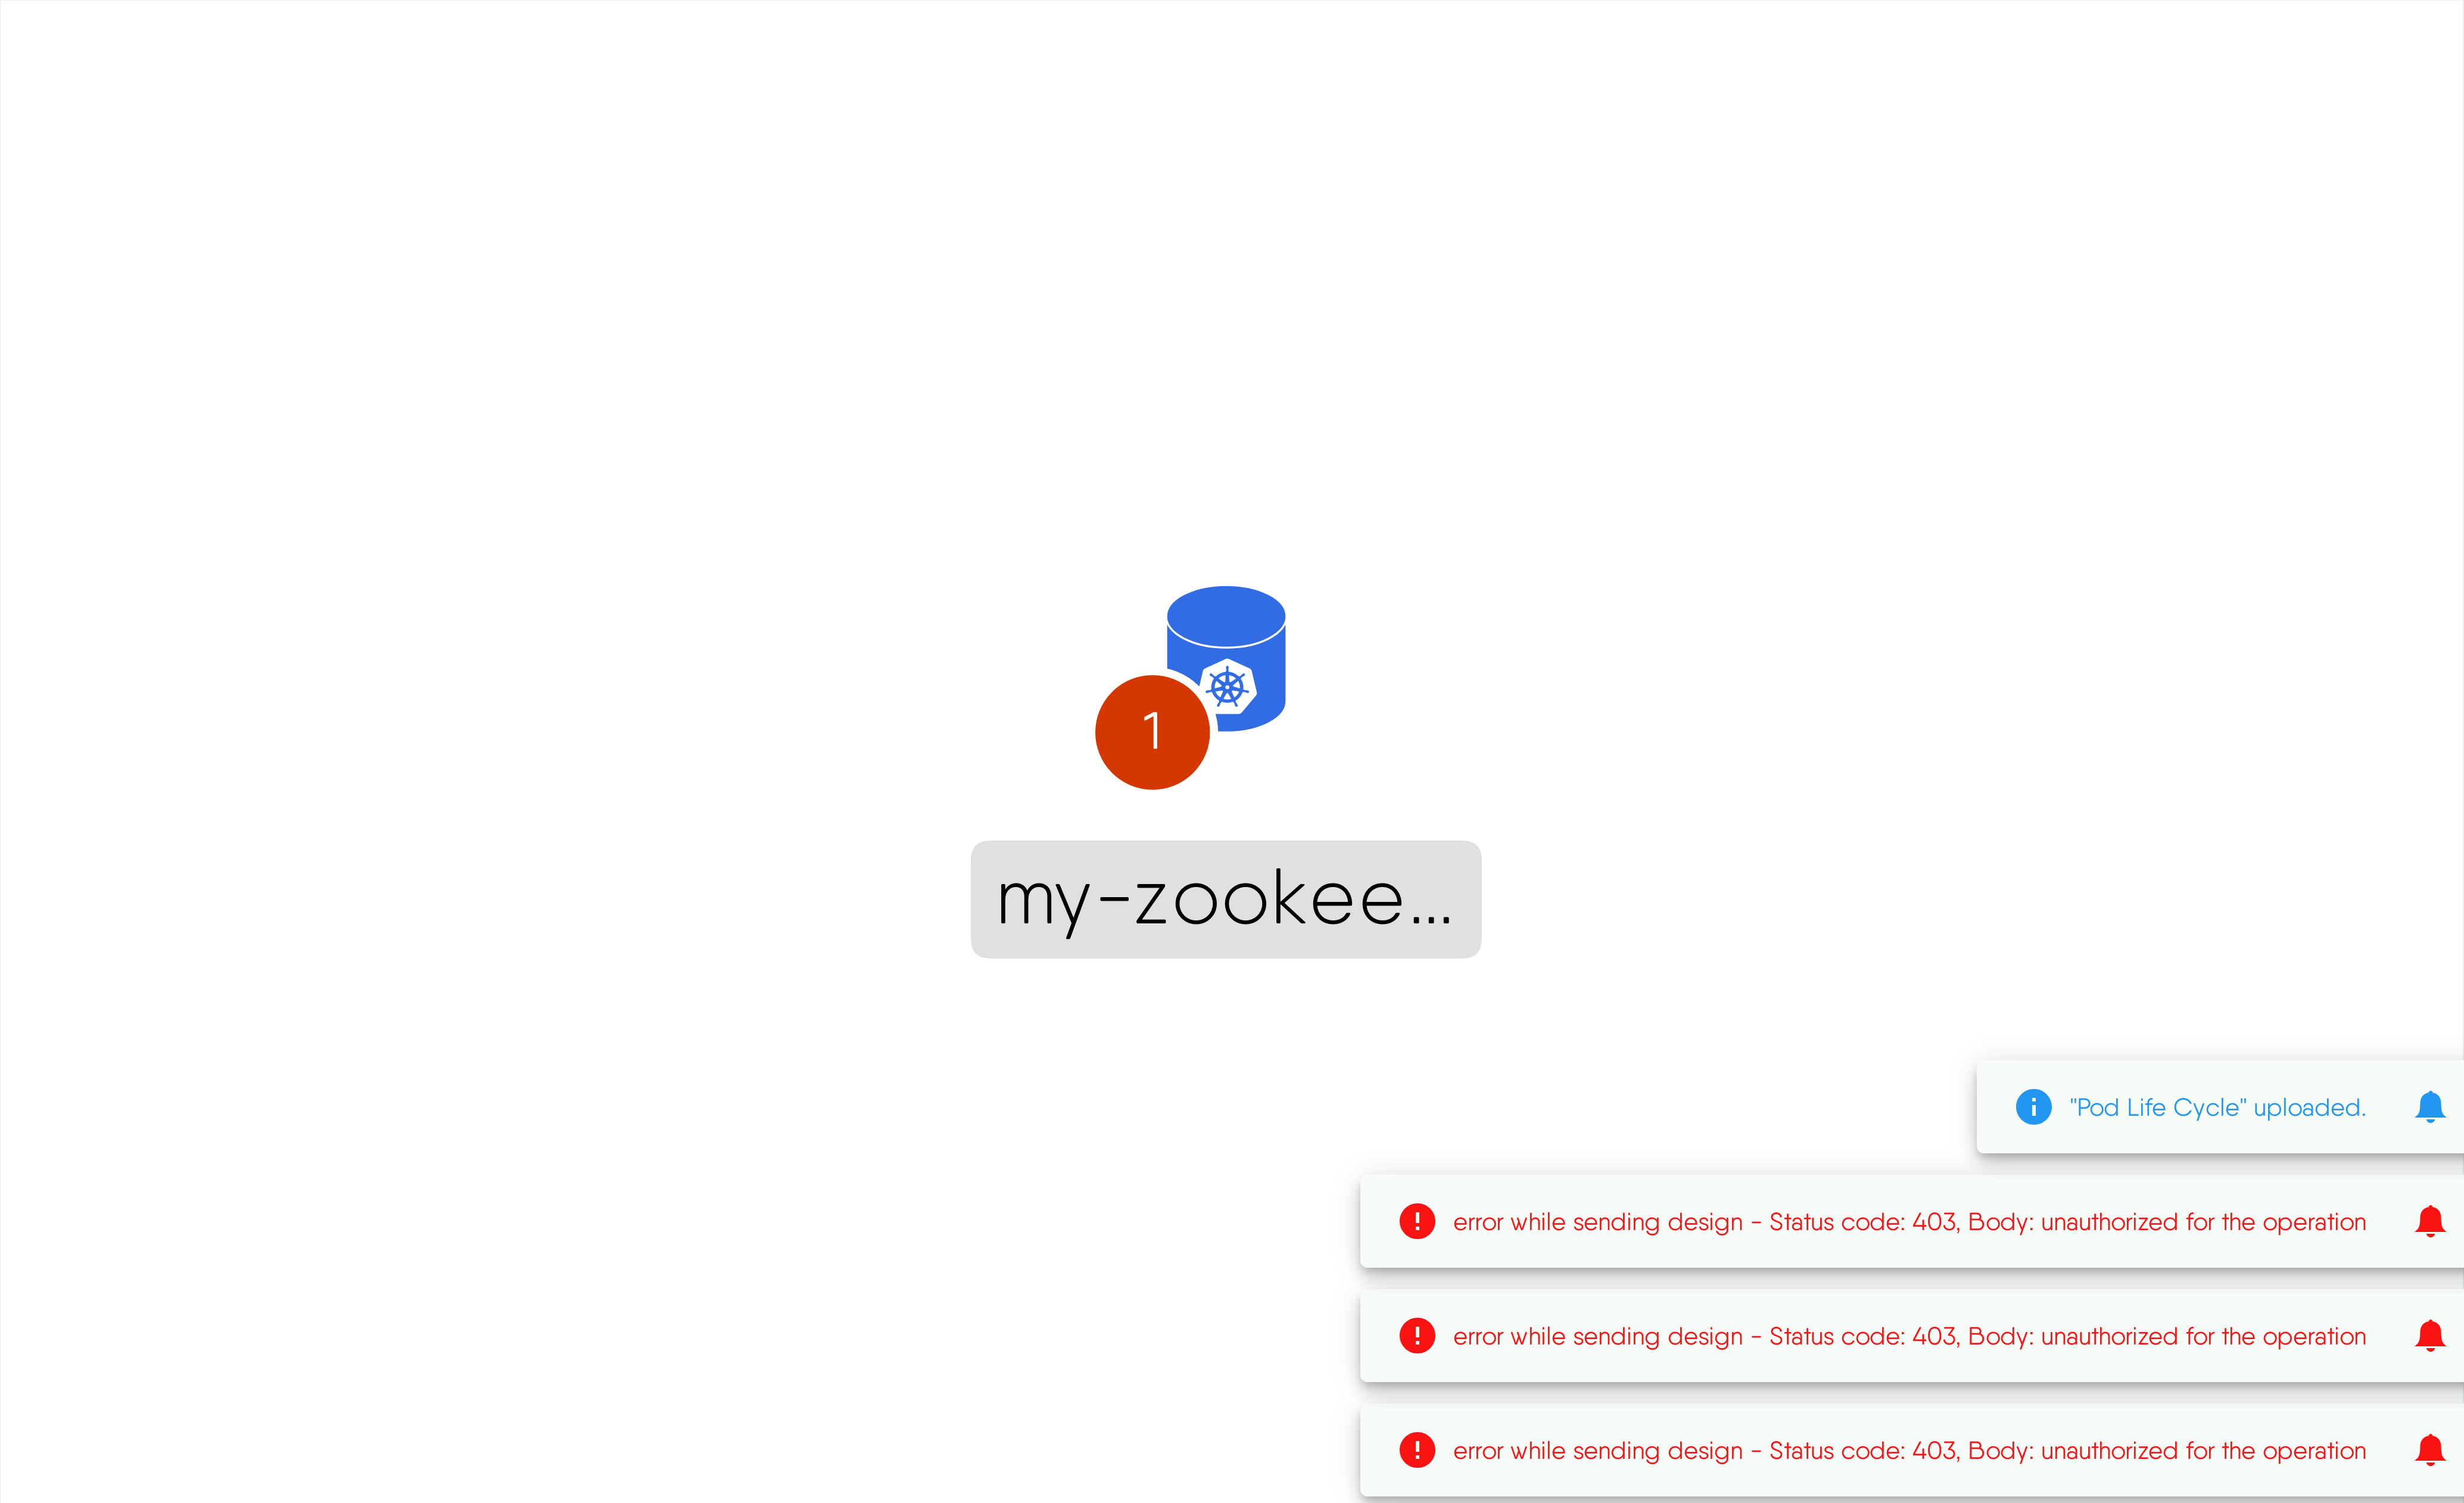 1
my-zookee...
"Pod Life Cycle" uploaded.
error while sending design - Status code: 403, Body: unauthorized for the operation
error while sending design - Status code: 403, Body: unauthorized for the operation
error while sending design - Status code: 403, Body: unauthorized for the operation